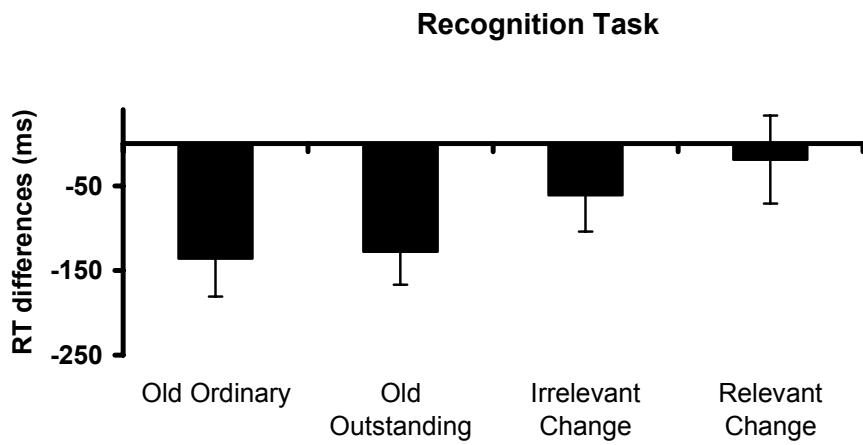 Recognition Task
RT differences (ms)
-50
-150
-250
Old Ordinary
Old
Outstanding
Irrelevant
Change
Relevant
Change